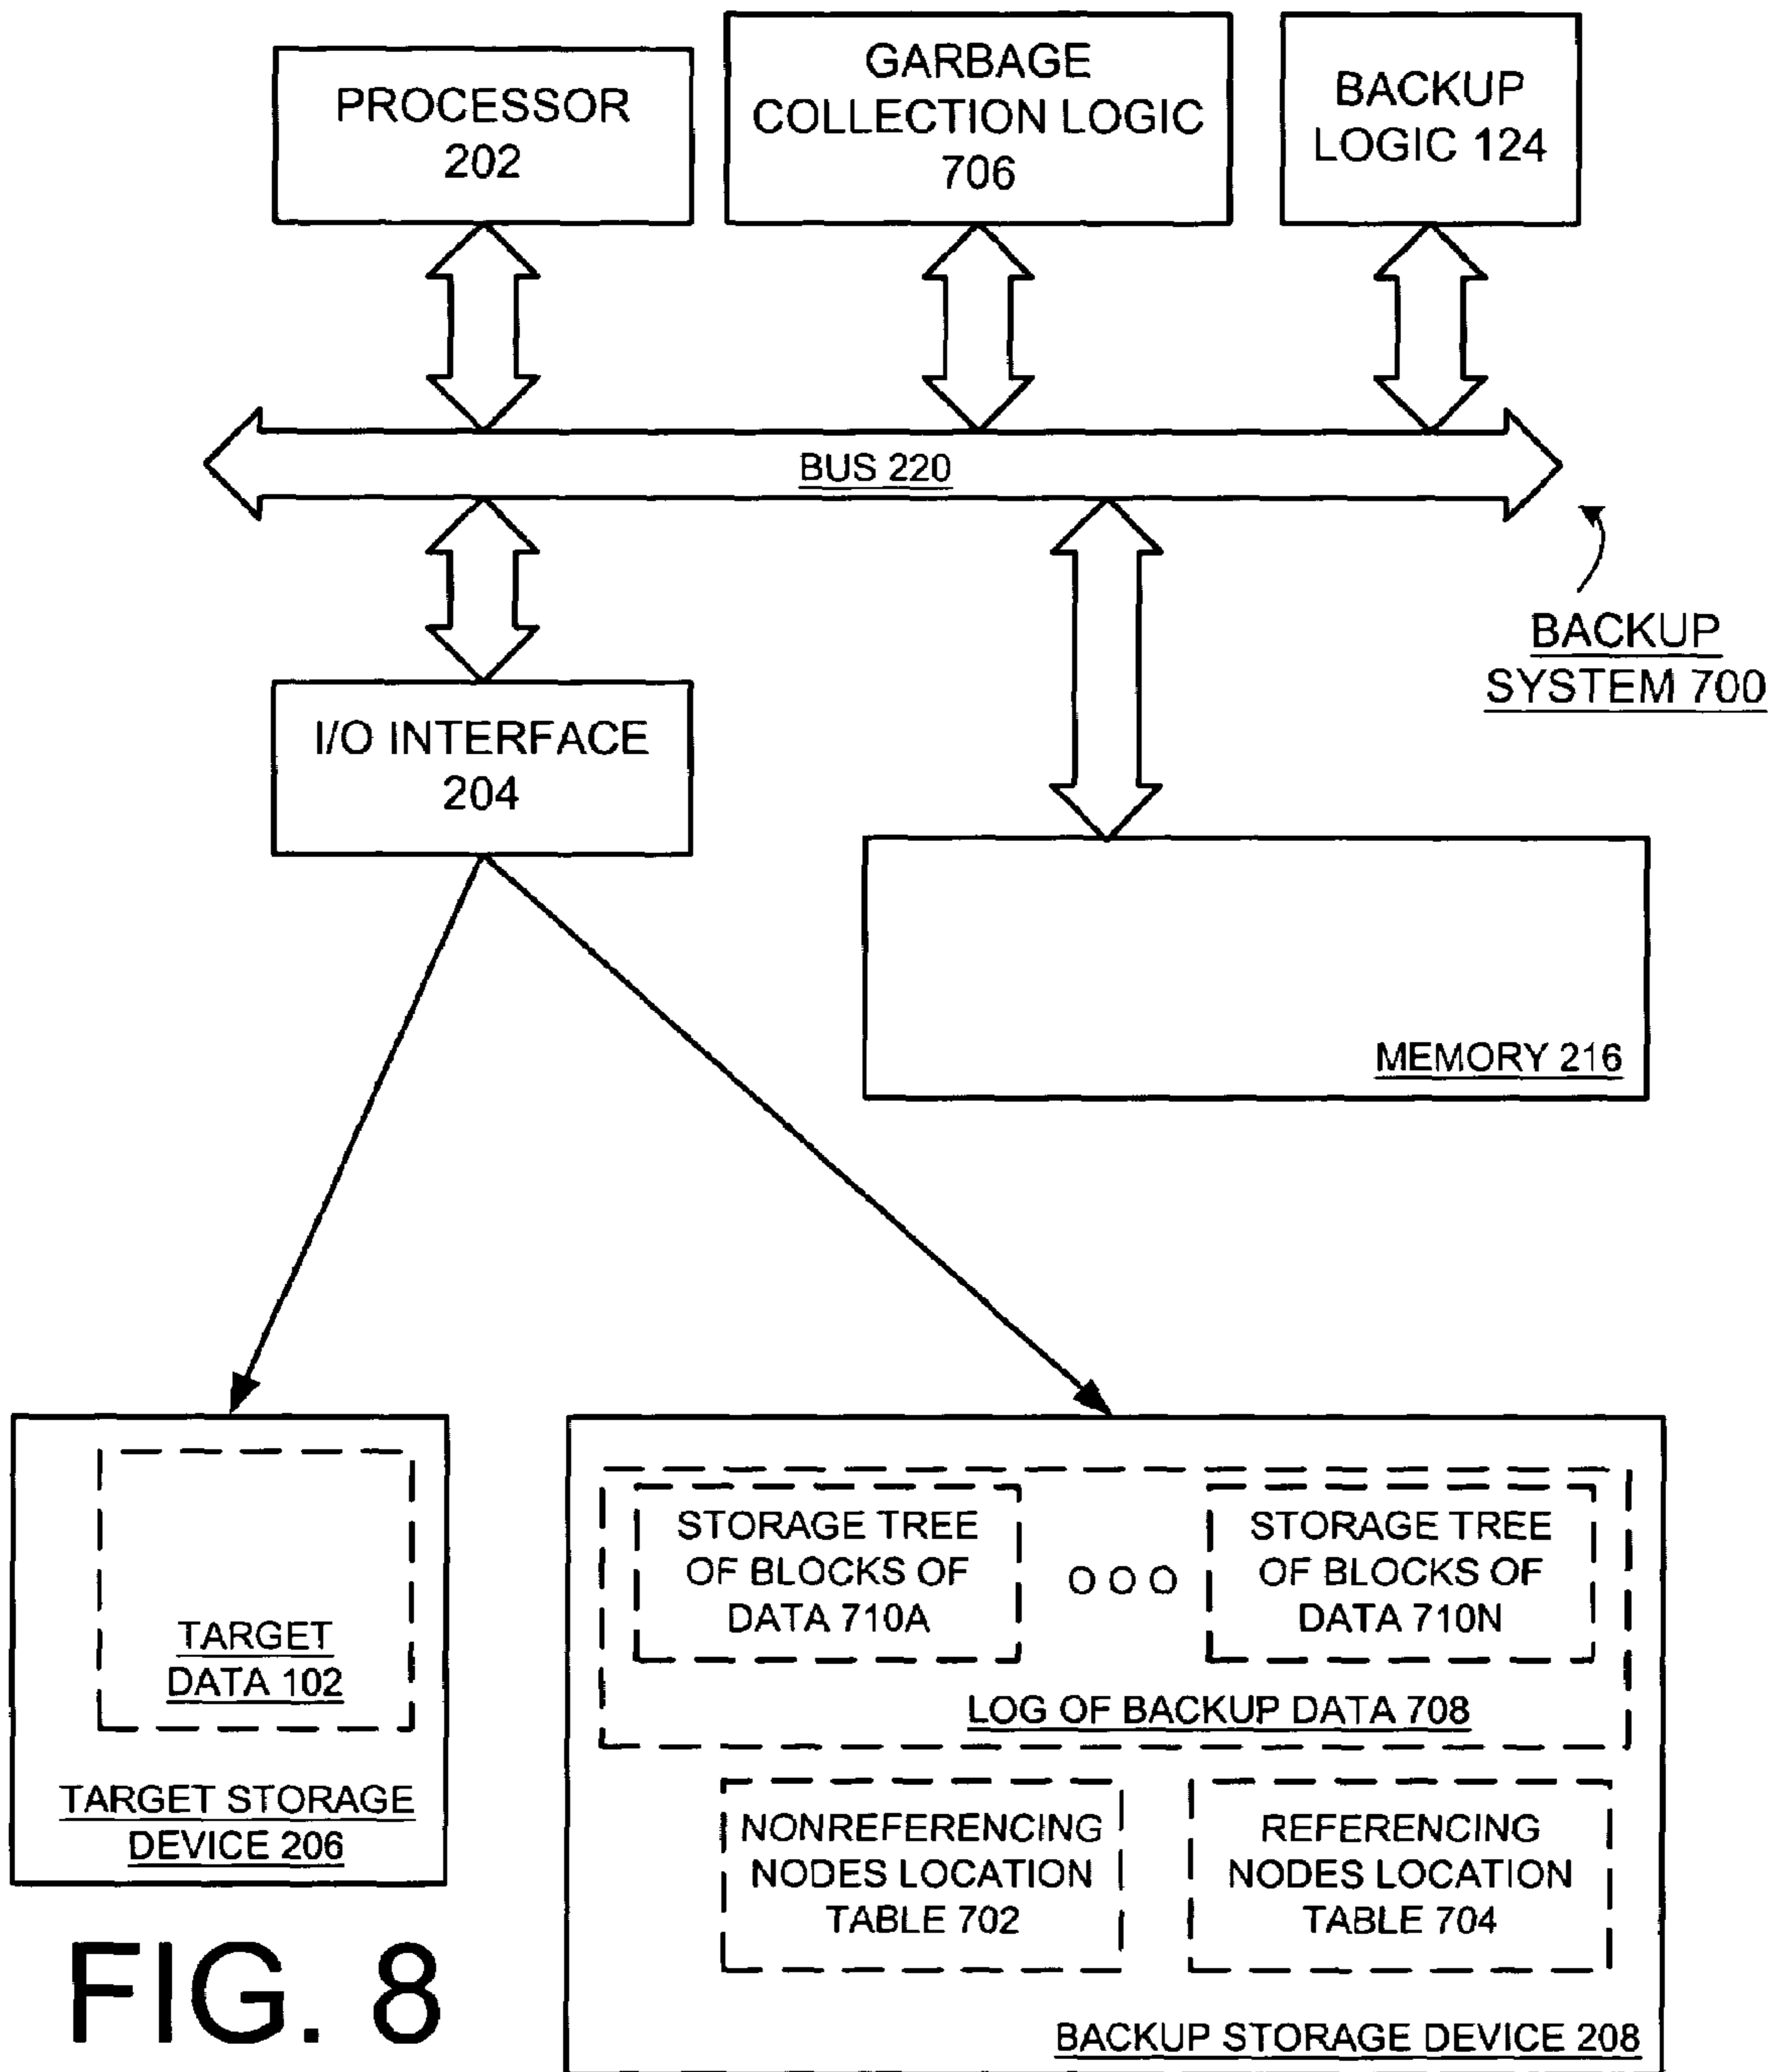 PROCESSOR
202
GARBAGE
COLLECTION LOGIC
706
BACKUP
LOGIC 124
BUS 220
BACKUP
SYSTEM 700
I/O INTERFACE
204
MEMORY 216
TARGET
DATA 102
TARGET STORAGE
DEVICE 206
STORAGE TREE
OF BLOCKS OF
DATA 710A
STORAGE TREE
OF BLOCKS OF
DATA 710N
LOG OF BACKUP DATA 708
NONREFERENCING
NODES LOCATION
TABLE 702
REFERENCING
NODES LOCATION
TABLE 704
BACKUP STORAGE DEVICE 208
FIG. 8